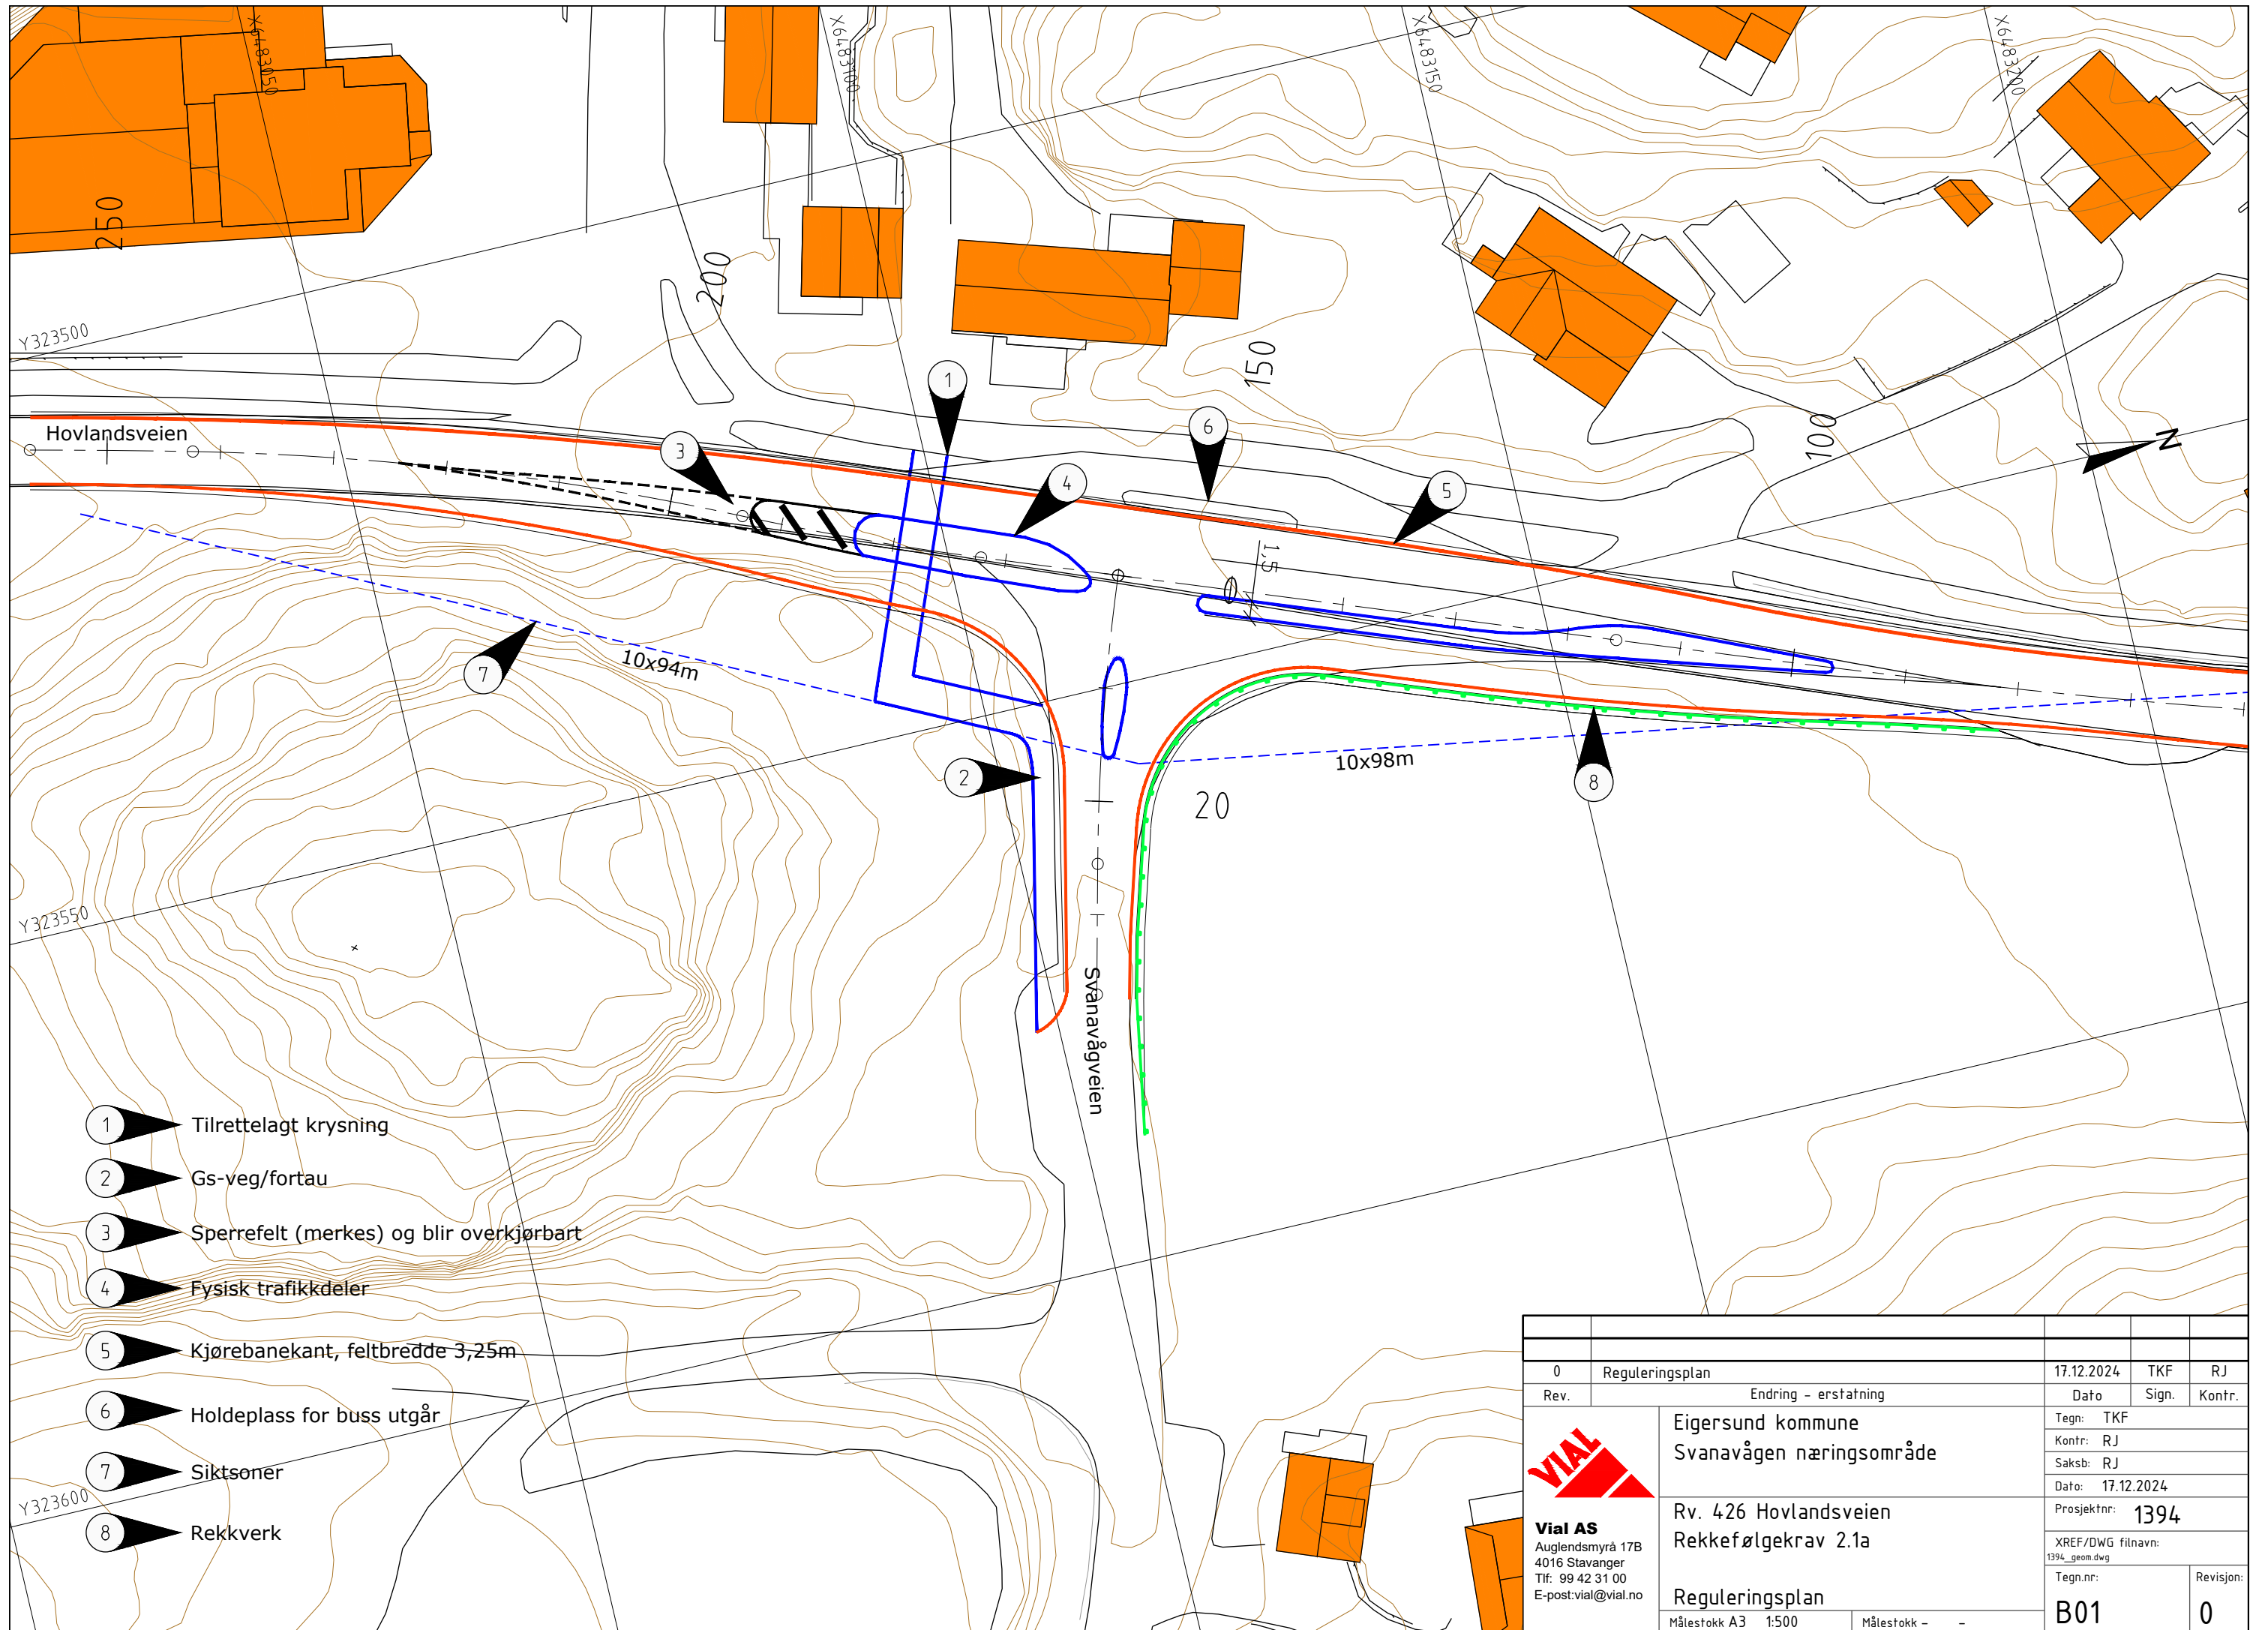 X6483050
X6483100
X6483150
X6483200
250
200
150
100
Y323500
Hovlandsveien
1
3
4
6
5
N
1,5
7
10x94m
2
10x98m
8
20
Y323550
Svanavågveien
1 Tilrettelagt krysning
2 Gs-veg/fortau
3 Sperrefelt (merkes) og blir overkjørbart
4 Fysisk trafikkdeler
5 Kjørebanekant, feltbredde 3,25m
6 Holdeplass for buss utgår
7 Siktsoner
Y323600
8 Rekkverk
0 Reguleringsplan 17.12.2024 TKF RJ
Rev. Endring - erstatning Dato Sign. Kontr.
VIAL
Vial AS
Auglendsmyrå 17B
4016 Stavanger
Tlf: 99 42 31 00
E-post:vial@vial.no
Eigersund kommune
Svanavågen næringsområde
Rv. 426 Hovlandsveien
Rekkefølgekrav 2.1a
Reguleringsplan
Målestokk A3 1:500 Målestokk - -
Tegn: TKF
Kontr: RJ
Saksb: RJ
Dato: 17.12.2024
Prosjektnr: 1394
XREF/DWG filnavn:
1394_geom.dwg
Tegn.nr: Revisjon:
B01 0